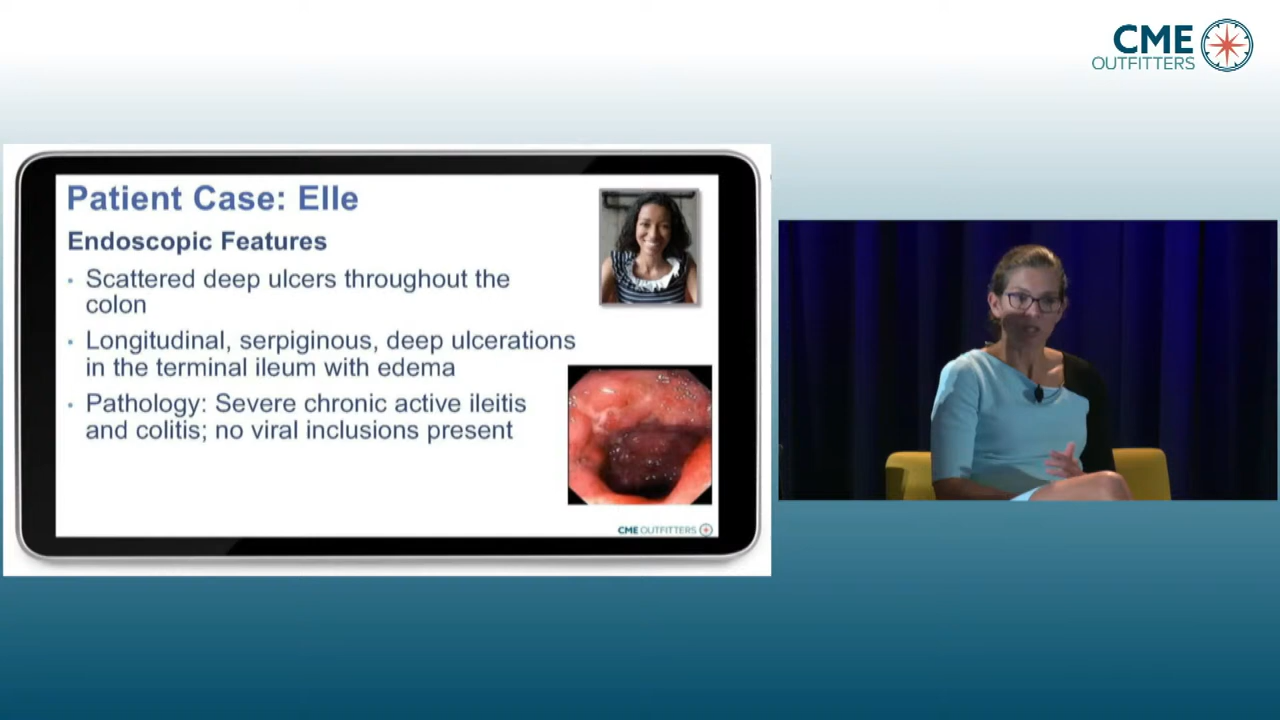 CME
OUTFITTERS
Patient Case: Elle
Endoscopic Features
• Scattered deep ulcers throughout the
colon
• Longitudinal, serpiginous, deep ulcerations
in the terminal ileum with edema
• Pathology: Severe chronic active ileitis
and colitis; no viral inclusions present
CME OUTFITTERS